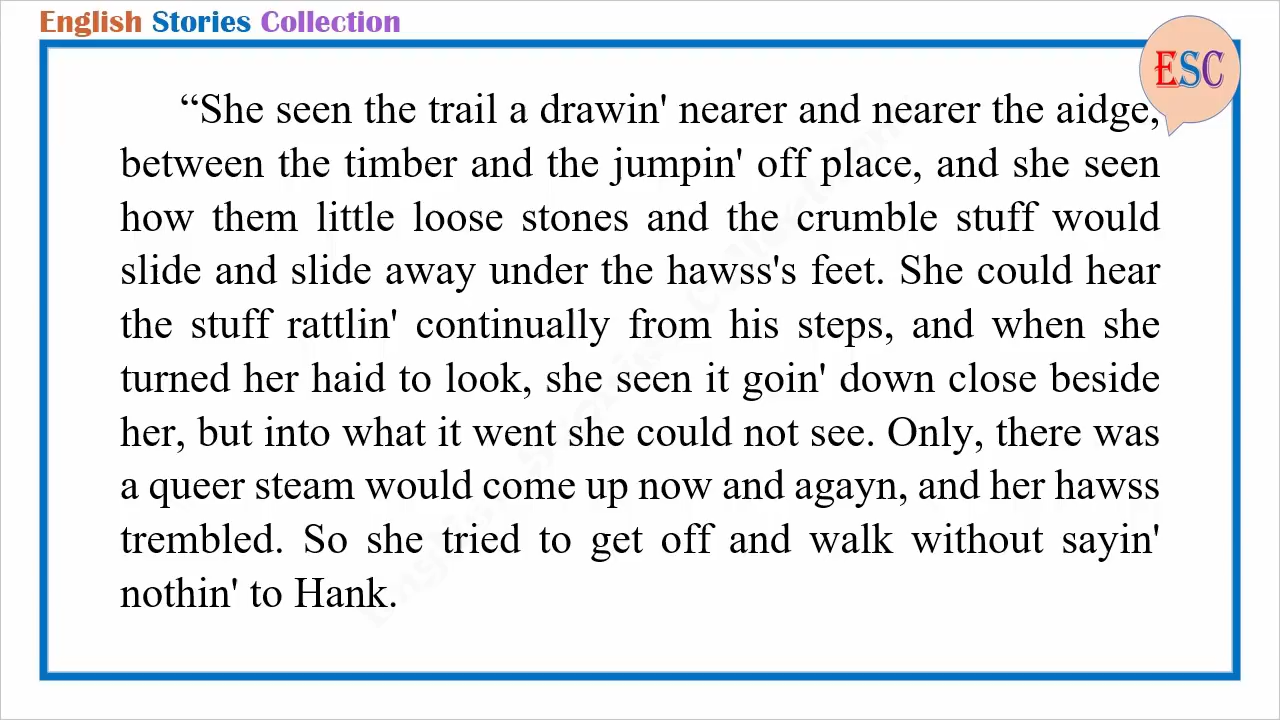 English Stories Collection
ESC
“She seen the trail a drawin' nearer and nearer the aidge,
between the timber and the jumpin' off place, and she seen
how them little loose stones and the crumble stuff would
slide and slide away under the hawss's feet. She could hear
the stuff rattlin' continually from his steps, and when she
turned her haid to look, she seen it goin' down close beside
her, but into what it went she could not see. Only, there was
a queer steam would come up now and agayn, and her hawss
trembled. So she tried to get off and walk without sayin'
nothin' to Hank.